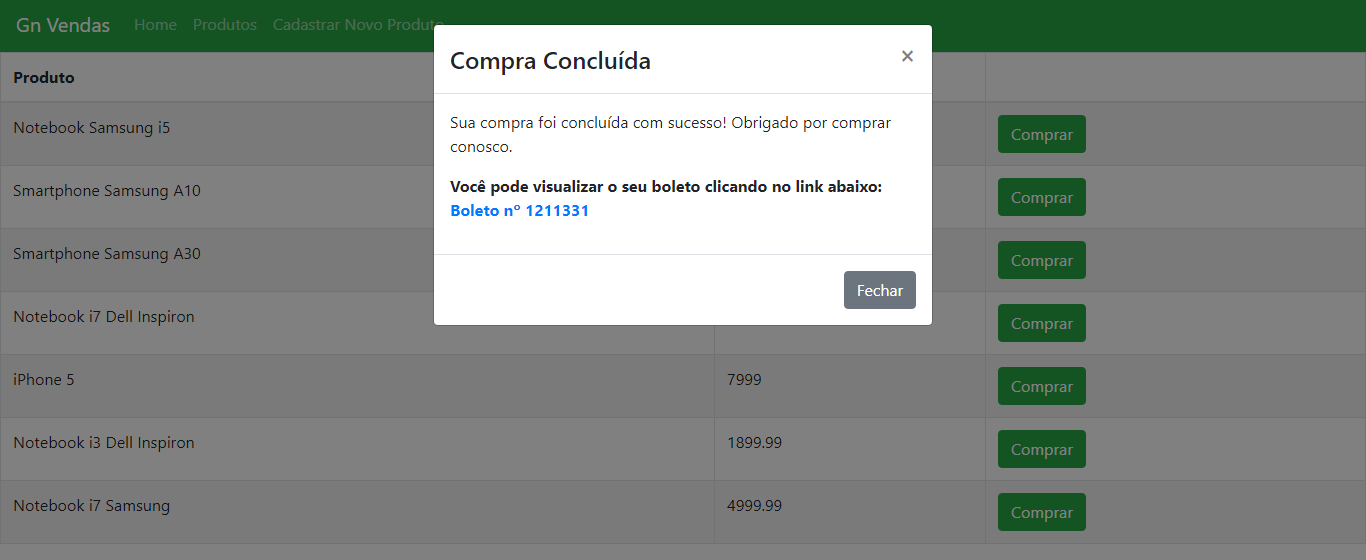 Gn Vendas Home Produtos Cadastrar Novo Produto
Compra Concluída ×
Produto
Sua compra foi concluída com sucesso! Obrigado por comprar
conosco.
Notebook Samsung i5 Comprar
Você pode visualizar o seu boleto clicando no link abaixo:
Boleto nº 1211331
Smartphone Samsung A10 Comprar
Smartphone Samsung A30 Comprar
Fechar
Notebook i7 Dell Inspiron Comprar
iPhone 5 7999 Comprar
Notebook i3 Dell Inspiron 1899.99 Comprar
Notebook i7 Samsung 4999.99 Comprar